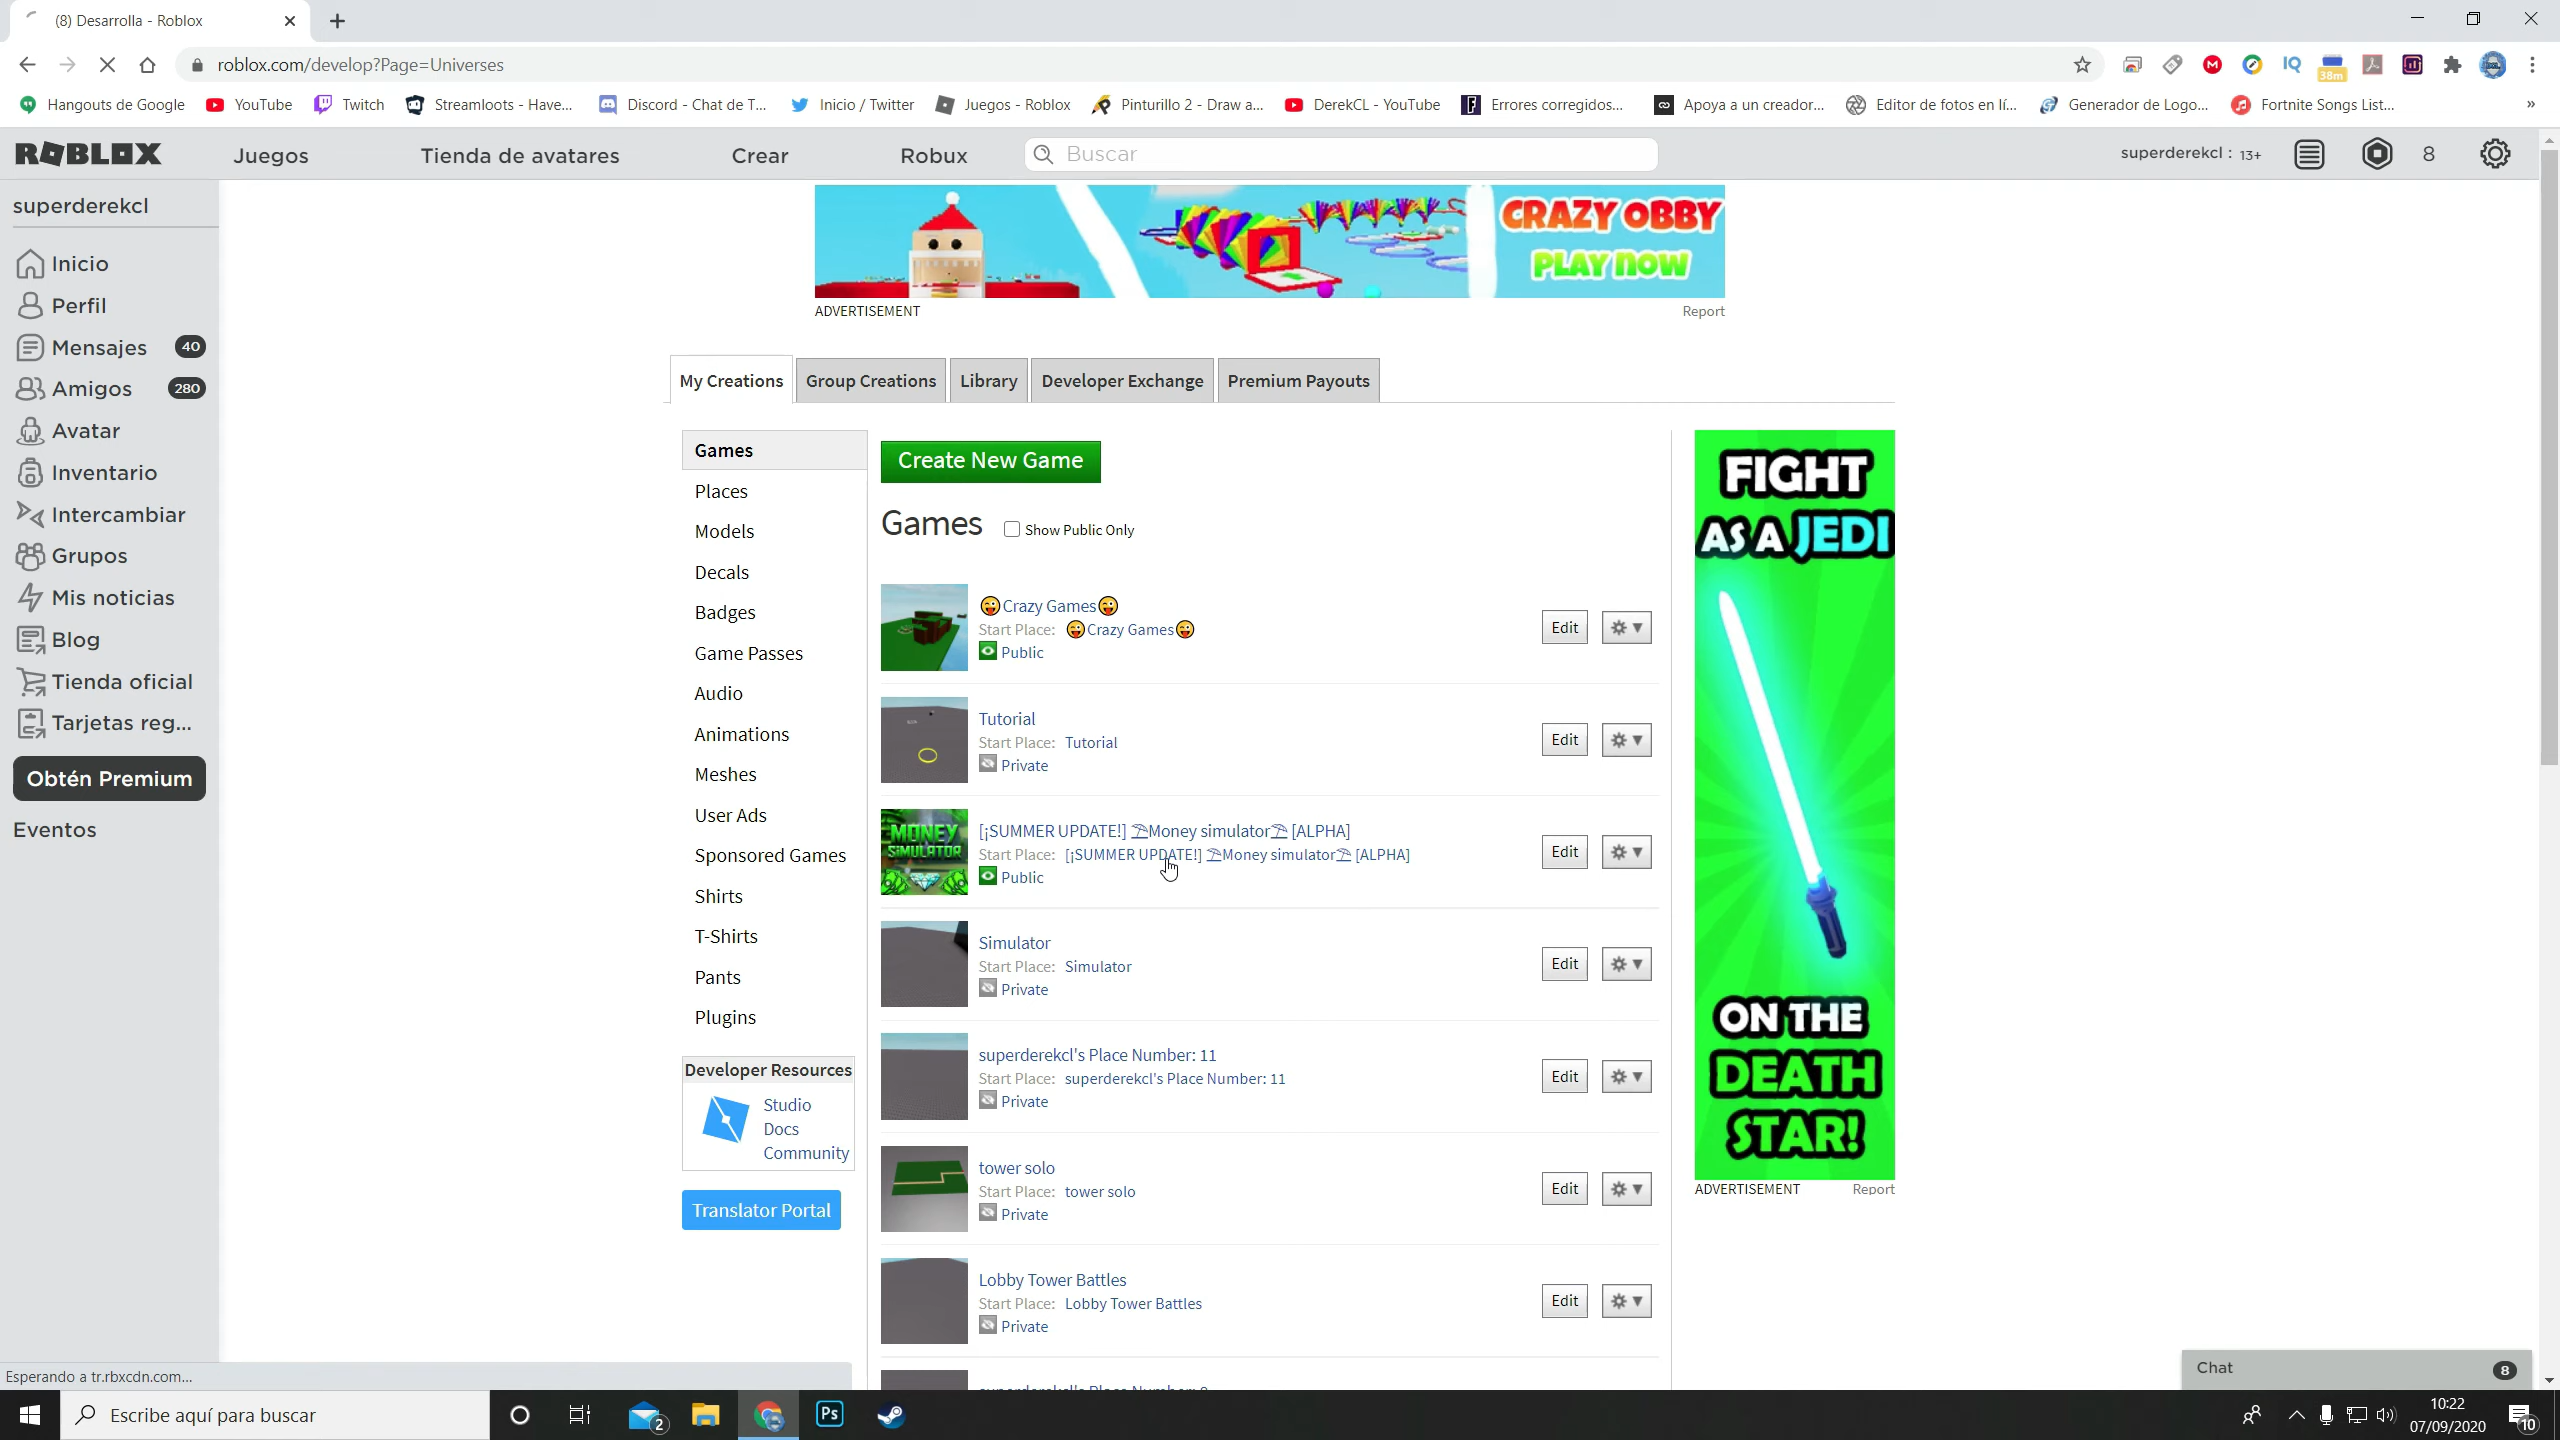 (8) Desarrolla - Roblox
roblox.com/develop?Page=Universes
38m
Hangouts de Google
YouTube
Twitch
Streamloots - Have...
Discord - Chat de T...
Inicio / Twitter
Juegos - Roblox
Pinturillo 2 - Draw a...
DerekCL - YouTube
Errores corregidos...
Apoya a un creador...
Editor de fotos en lí...
Generador de Logo...
Fortnite Songs List...
»
ROBLOX
Juegos
Tienda de avatares
Crear
Robux
Buscar
superderekcl : 13+
8
superderekcl
Inicio
Perfil
Mensajes 40
Amigos 280
Avatar
Inventario
Intercambiar
Grupos
Mis noticias
Blog
Tienda oficial
Tarjetas reg...
Obtén Premium
Eventos
CRAZY OBBY
PLAY NOW
ADVERTISEMENT
Report
My Creations
Group Creations
Library
Developer Exchange
Premium Payouts
Games
Places
Models
Decals
Badges
Game Passes
Audio
Animations
Meshes
User Ads
Sponsored Games
Shirts
T-Shirts
Pants
Plugins
Developer Resources
Studio
Docs
Community
Translator Portal
Create New Game
Games
Show Public Only
😜Crazy Games😜
Start Place: 😜Crazy Games😜
Public
Edit
Tutorial
Start Place: Tutorial
Private
Edit
MONEY
SIMULATOR
[¡SUMMER UPDATE!] ⛱Money simulator⛱ [ALPHA]
Start Place: [¡SUMMER UPDATE!] ⛱Money simulator⛱ [ALPHA]
Public
Edit
Simulator
Start Place: Simulator
Private
Edit
superderekcl's Place Number: 11
Start Place: superderekcl's Place Number: 11
Private
Edit
tower solo
Start Place: tower solo
Private
Edit
Lobby Tower Battles
Start Place: Lobby Tower Battles
Private
Edit
FIGHT
AS A JEDI
ON THE
DEATH
STAR!
ADVERTISEMENT
Report
Chat
8
Esperando a tr.rbxcdn.com...
Escribe aquí para buscar
2
Ps
10:22
07/09/2020
10